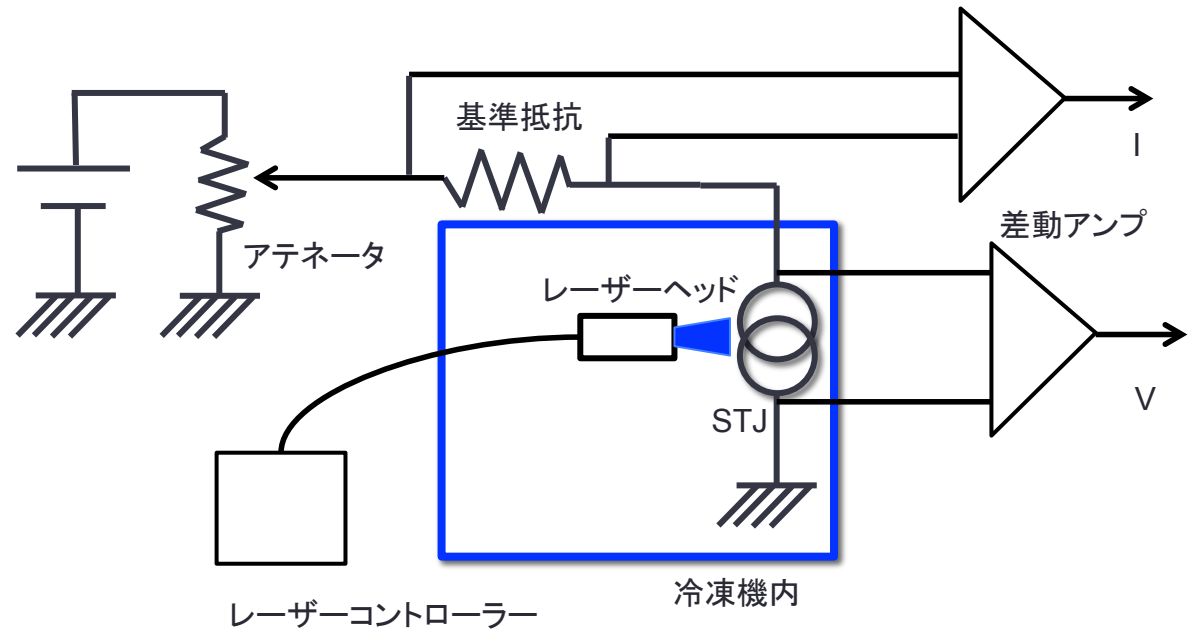 基準抵抗
I
差動アンプ
アテネータ
レーザーヘッド
STJ
V
冷凍機内
レーザーコントローラー